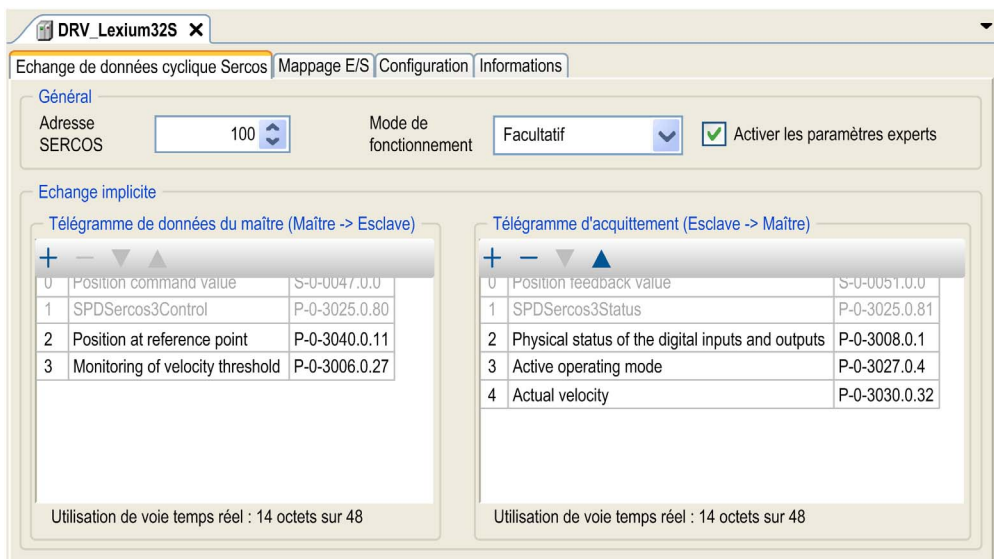 DRV_Lexium32S
Echange de données cyclique Sercos Mappage E/S Configuration Informations
Général
Adresse SERCOS
100
Mode de fonctionnement
Facultatif
Activer les paramètres experts
Echange implicite
Télégramme de données du maître (Maître -> Esclave)
0 Position command value S-0-0047.0.0
1 SPDSercos3Control P-0-3025.0.80
2 Position at reference point P-0-3040.0.11
3 Monitoring of velocity threshold P-0-3006.0.27
Utilisation de voie temps réel : 14 octets sur 48
Télégramme d'acquittement (Esclave -> Maître)
0 Position feedback value S-0-0051.0.0
1 SPDSercos3Status P-0-3025.0.81
2 Physical status of the digital inputs and outputs P-0-3008.0.1
3 Active operating mode P-0-3027.0.4
4 Actual velocity P-0-3030.0.32
Utilisation de voie temps réel : 14 octets sur 48